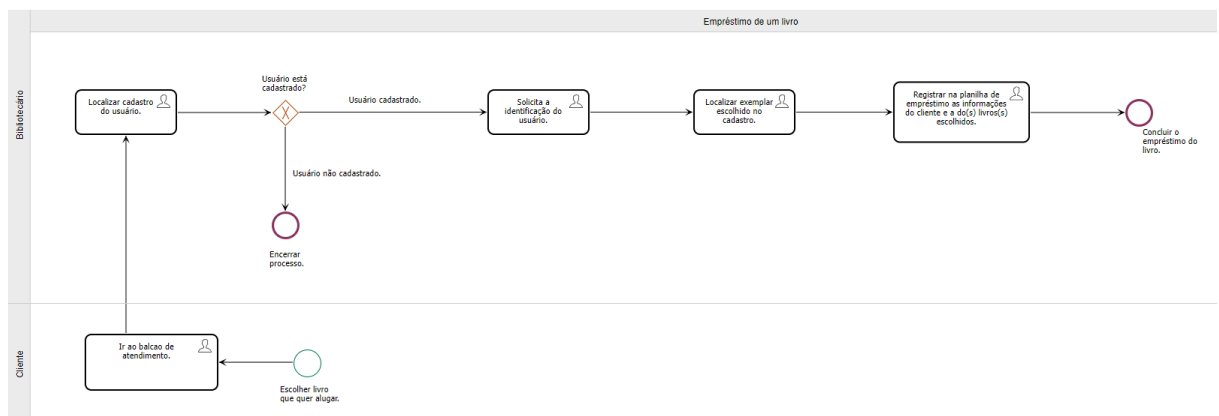 Empréstimo de um livro
Bibliotecário
Localizar cadastro
do usuário.
Usuário está
cadastrado?
Usuário cadastrado.
Usuário não cadastrado.
Encerrar
processo.
Solicita a
identificação do
usuário.
Localizar exemplar
escolhido no
cadastro.
Registrar na planilha de
empréstimo as informações
do cliente e a do(s) livros(s)
escolhidos.
Concluir o
empréstimo do
livro.
Cliente
Ir ao balcao de
atendimento.
Escolher livro
que quer alugar.